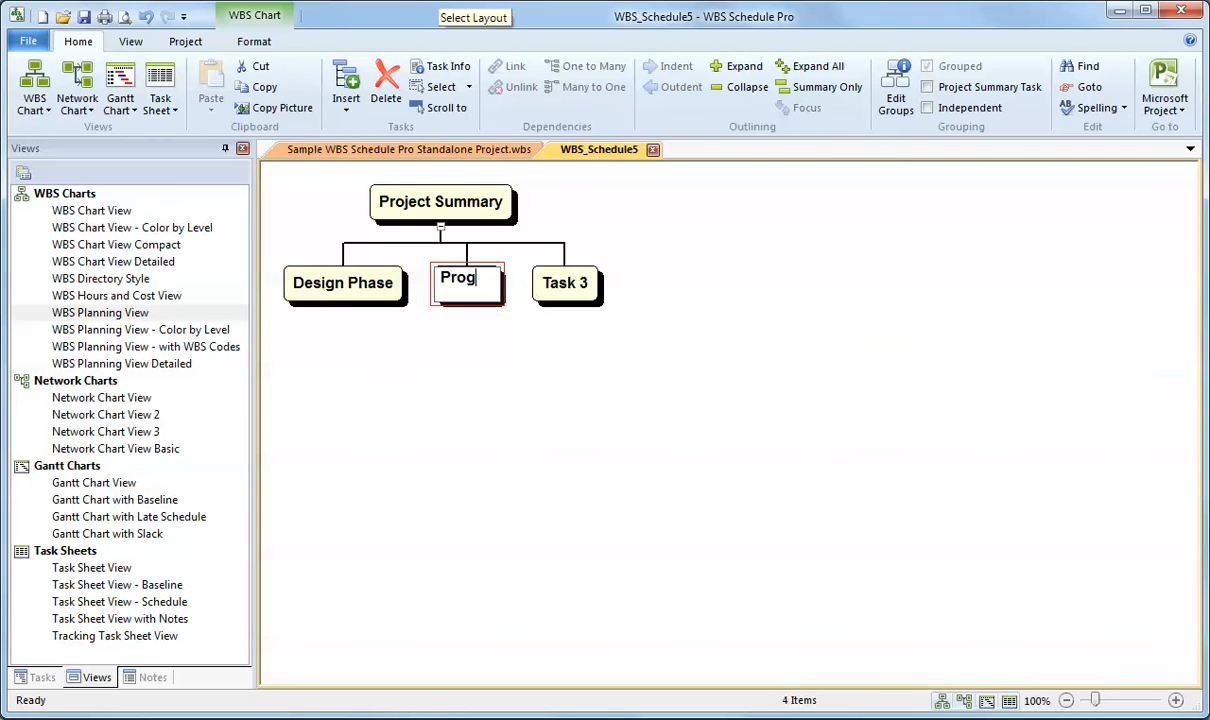 WBS Chart
Select Layout
WBS_Schedule5 - WBS Schedule Pro
File
Home
View
Project
Format
WBS Chart
Network Chart
Gantt Chart
Task Sheet
Views
Paste
Cut
Copy
Copy Picture
Clipboard
Insert
Delete
Task Info
Select
Scroll to
Tasks
Link
Unlink
One to Many
Many to One
Dependencies
Indent
Outdent
Expand
Collapse
Expand All
Summary Only
Focus
Outlining
Edit Groups
Grouped
Project Summary Task
Independent
Grouping
Find
Goto
Spelling
Edit
Microsoft Project
Go to
Views
Sample WBS Schedule Pro Standalone Project.wbs
WBS_Schedule5
WBS Charts
WBS Chart View
WBS Chart View - Color by Level
WBS Chart View Compact
WBS Chart Detailed
WBS Directory Style
WBS Hours and Cost View
WBS Planning View
WBS Planning View - Color by Level
WBS Planning View - with WBS Codes
WBS Planning View Detailed
Network Charts
Network Chart View
Network Chart View 2
Network Chart View 3
Network Chart View Basic
Gantt Charts
Gantt Chart View
Gantt Chart with Baseline
Gantt Chart with Late Schedule
Gantt Chart with Slack
Task Sheets
Task Sheet View
Task Sheet View - Baseline
Task Sheet View - Schedule
Task Sheet View with Notes
Tracking Task Sheet View
Project Summary
Design Phase
Prog
Task 3
Tasks
Views
Notes
Ready
4 Items
100%